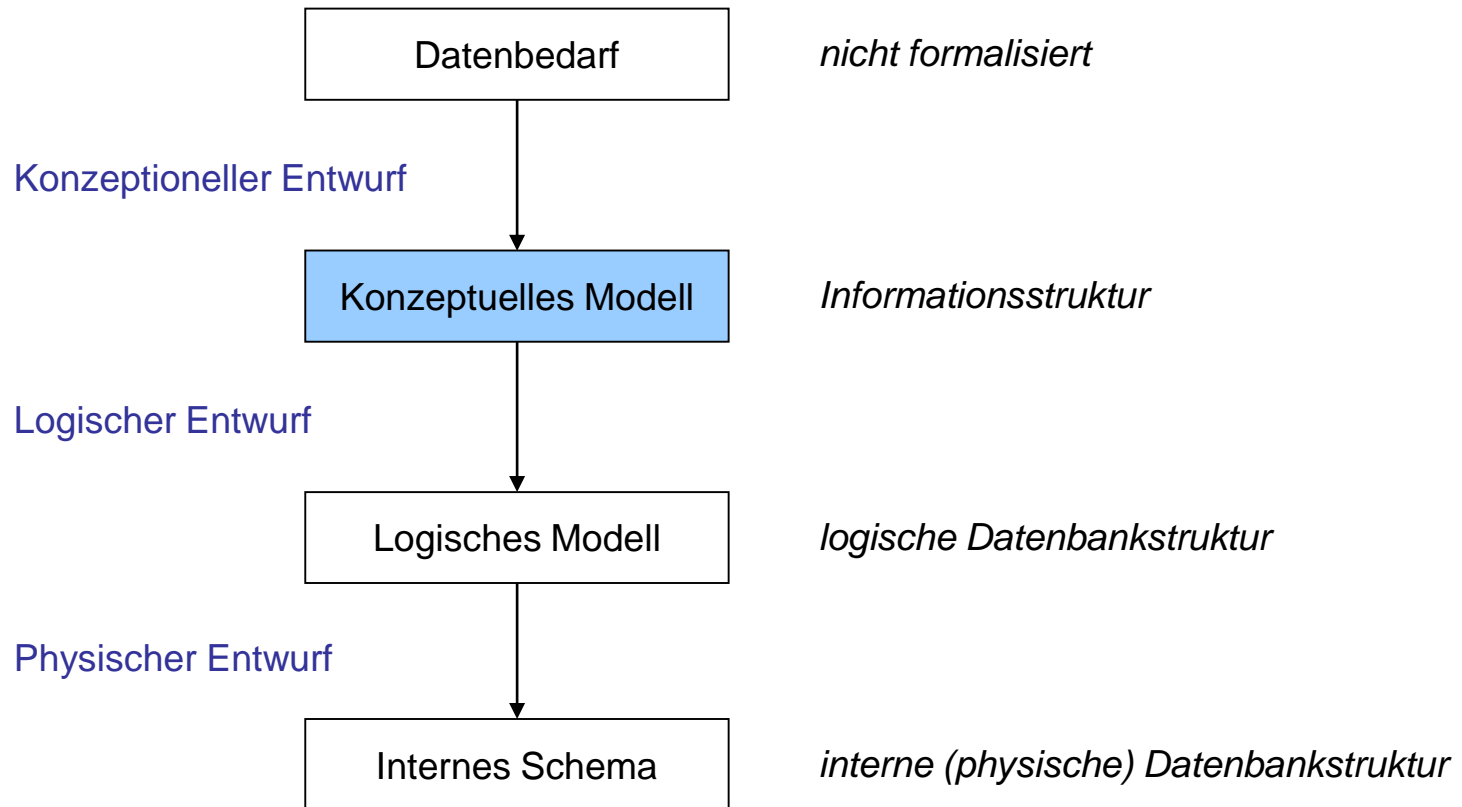 Datenbedarf
nicht formalisiert
Konzeptioneller Entwurf
Konzeptuelles Modell
Informationsstruktur
Logischer Entwurf
Logisches Modell
logische Datenbankstruktur
Physischer Entwurf
Internes Schema
interne (physische) Datenbankstruktur